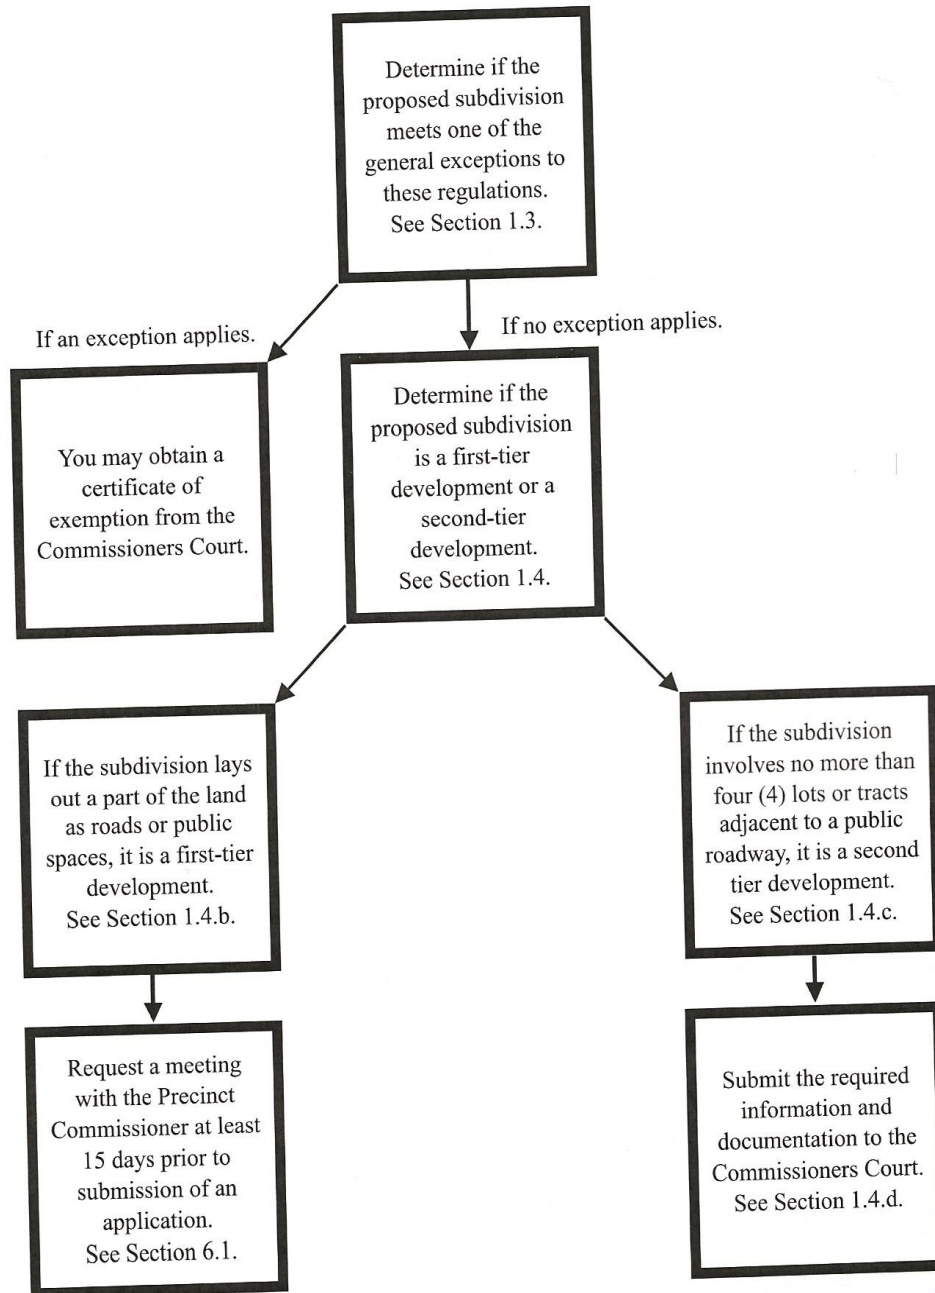 Determine if the
proposed subdivision
meets one of the
general exceptions to
these regulations.
See Section 1.3.
If an exception applies.
If no exception applies.
You may obtain a
certificate of
exemption from the
Commissioners Court.
Determine if the
proposed subdivision
is a first-tier
development or a
second-tier
development.
See Section 1.4.
If the subdivision lays
out a part of the land
as roads or public
spaces, it is a first-tier
development.
See Section 1.4.b.
If the subdivision
involves no more than
four (4) lots or tracts
adjacent to a public
roadway, it is a second
tier development.
See Section 1.4.c.
Request a meeting
with the Precinct
Commissioner at least
15 days prior to
submission of an
application.
See Section 6.1.
Submit the required
information and
documentation to the
Commissioners Court.
See Section 1.4.d.